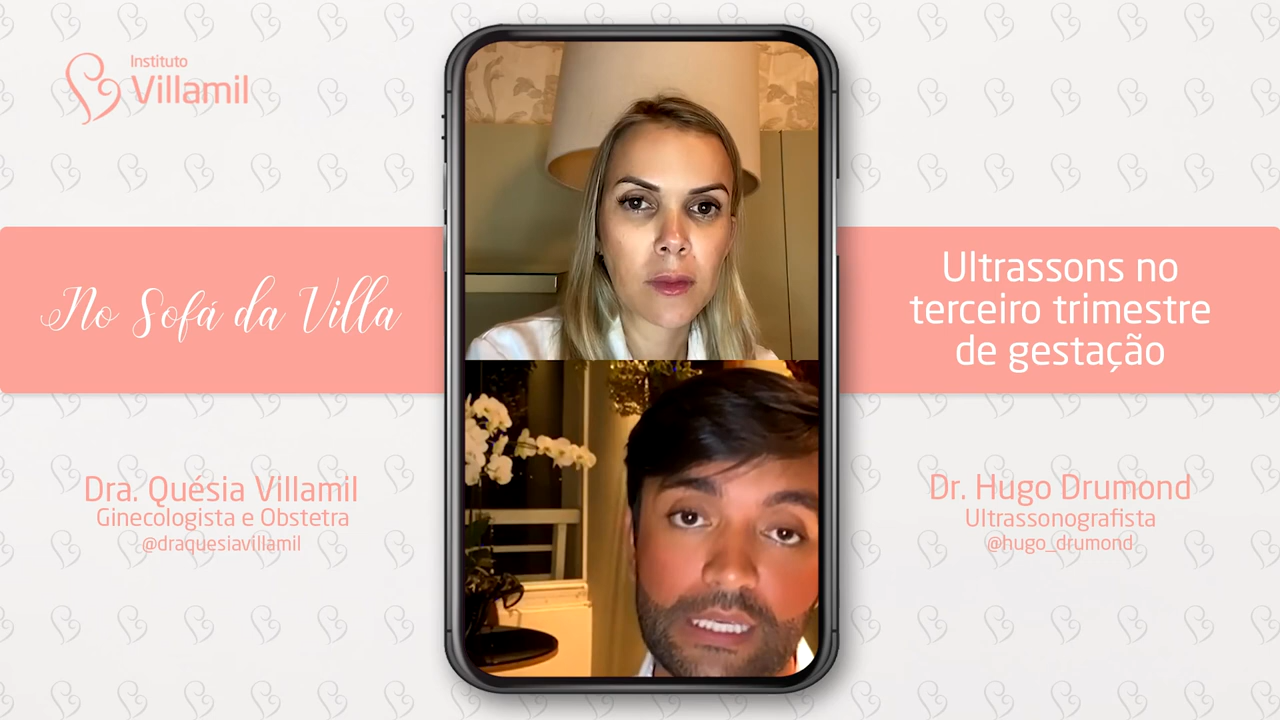 Instituto
Villamil
No Sofá da Villa
Ultrassons no
terceiro trimestre
de gestação
Dra. Quésia Villamil
Ginecologista e Obstetra
@draquesiavillamil
Dr. Hugo Drumond
Ultrassonografista
@hugo_drumond